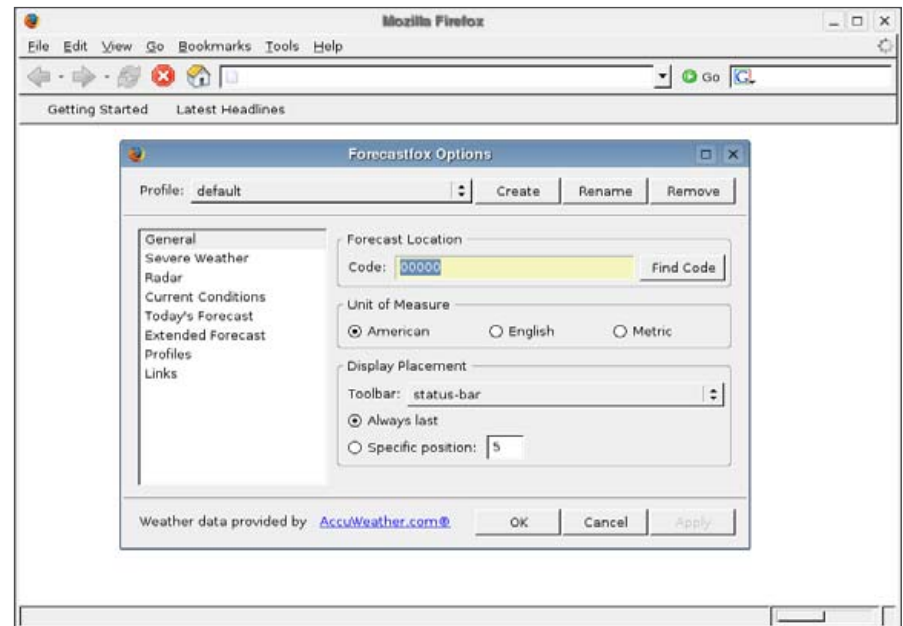 Mozilla Firefox
File Edit View Go Bookmarks Tools Help
Go G
Getting Started Latest Headlines
Forecastfox Options
Profile: default Create Rename Remove
General
Severe Weather
Radar
Current Conditions
Today's Forecast
Extended Forecast
Profiles
Links
Forecast Location
Code: 00000 Find Code
Unit of Measure
American English Metric
Display Placement
Toolbar: status-bar
Always last
Specific position: 5
Weather data provided by AccuWeather.com® OK Cancel Apply